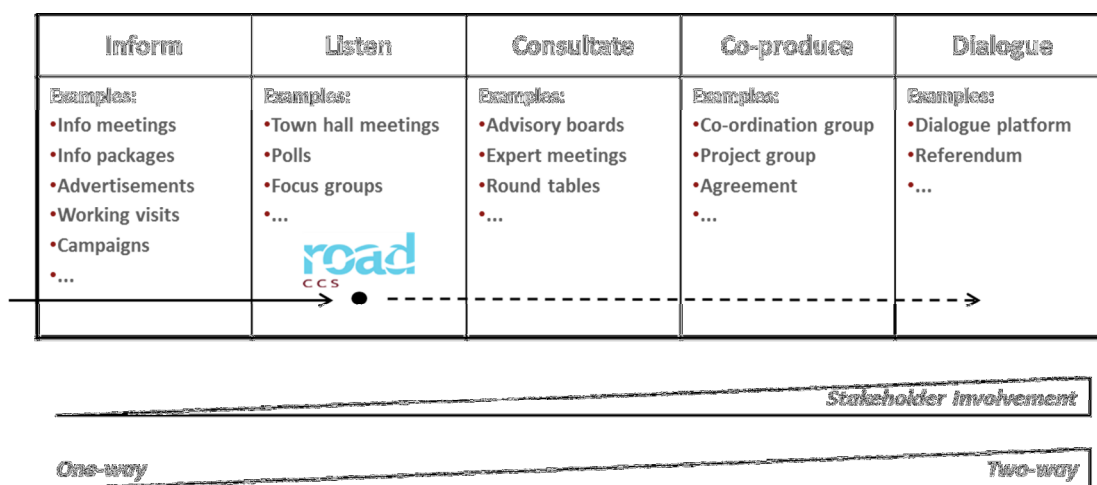 Inform
Listen
Consultate
Co-produce
Dialogue
Examples:
•Info meetings
•Info packages
•Advertisements
•Working visits
•Campaigns
•...
Examples:
•Town hall meetings
•Polls
•Focus groups
•...
road
CCS
Examples:
•Advisory boards
•Expert meetings
•Round tables
•...
Examples:
•Co-ordination group
•Project group
•Agreement
•...
Examples:
•Dialogue platform
•Referendum
•...
Stakeholder Involvement
One-way
Two-way